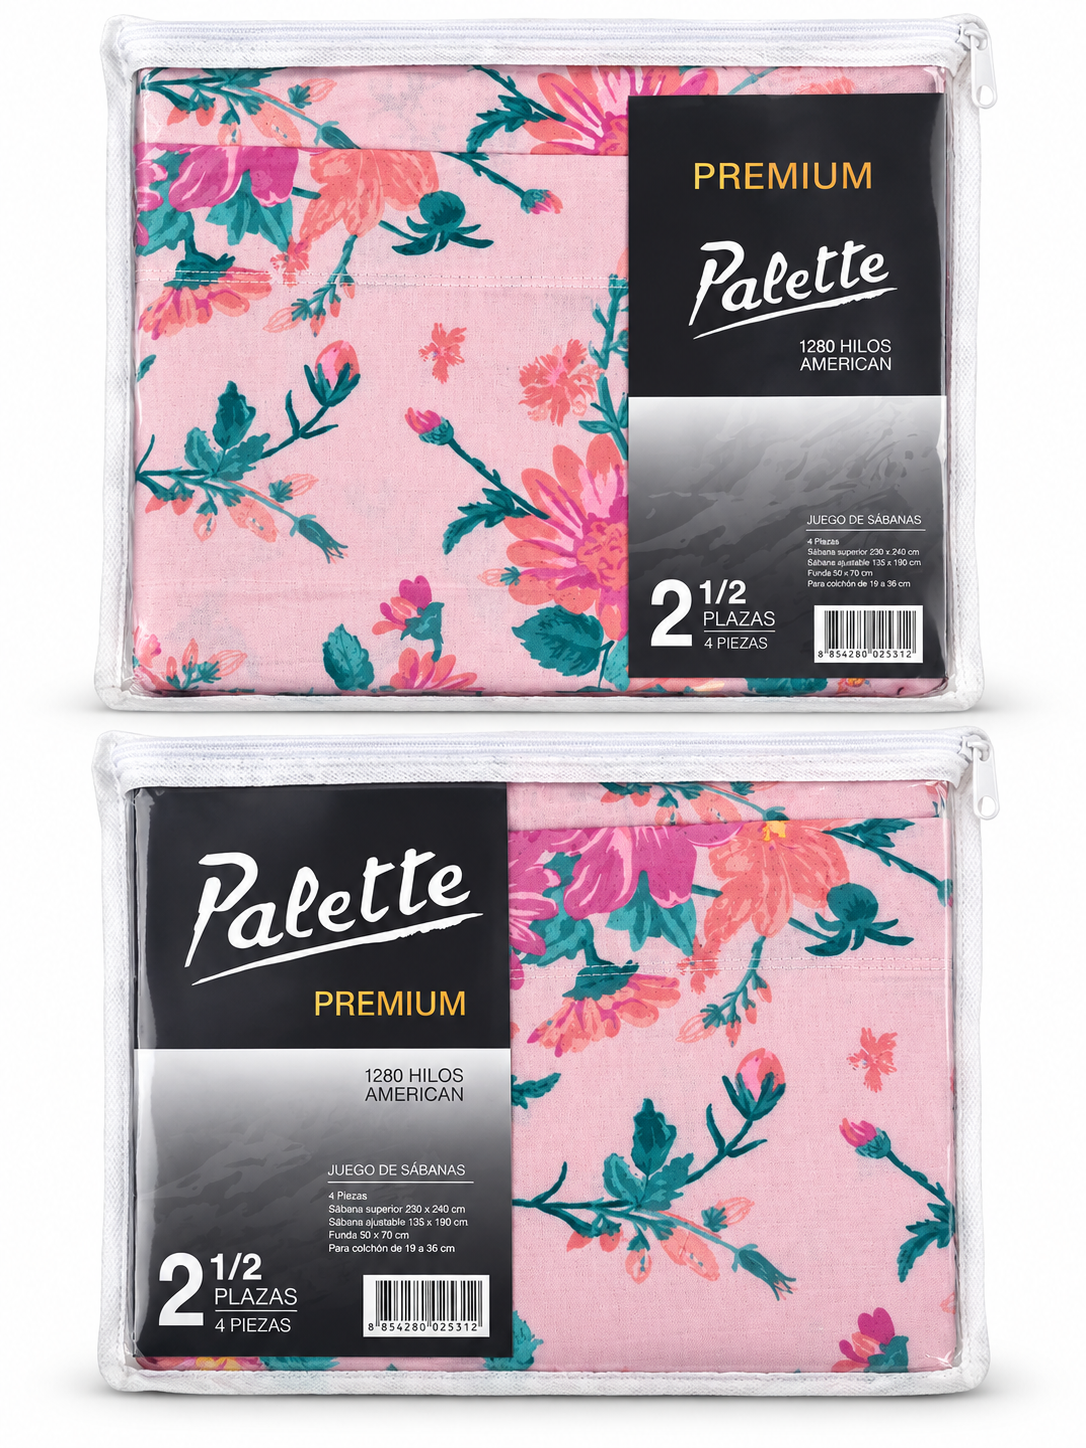 PREMIUM
Palette
1280 HILOS
AMERICAN
JUEGO DE SÁBANAS
4 Piezas
Sábana superior 230 x 240 cm
Sábana ajustable 135 x 190 cm
Funda 50 x 70 cm
Para colchón de 19 a 36 cm
2 1/2
PLAZAS
4 PIEZAS
8 854280 025312
Palette
PREMIUM
1280 HILOS
AMERICAN
JUEGO DE SÁBANAS
4 Piezas
Sábana superior 230 x 240 cm
Sábana ajustable 135 x 190 cm
Funda 50 x 70 cm
Para colchón de 19 a 36 cm
2 1/2
PLAZAS
4 PIEZAS
8 854280 025312